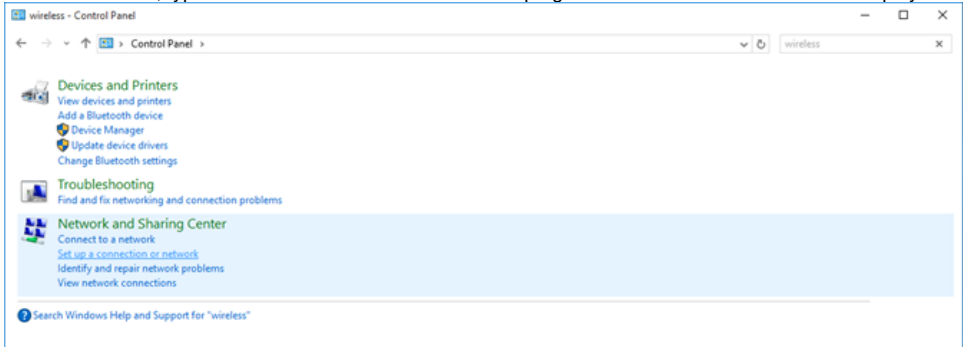 wireless - Control Panel
Control Panel
wireless
Devices and Printers
View devices and printers
Add a Bluetooth device
Device Manager
Update device drivers
Change Bluetooth settings
Troubleshooting
Find and fix networking and connection problems
Network and Sharing Center
Connect to a network
Set up a connection or network
Identify and repair network problems
View network connections
Search Windows Help and Support for "wireless"